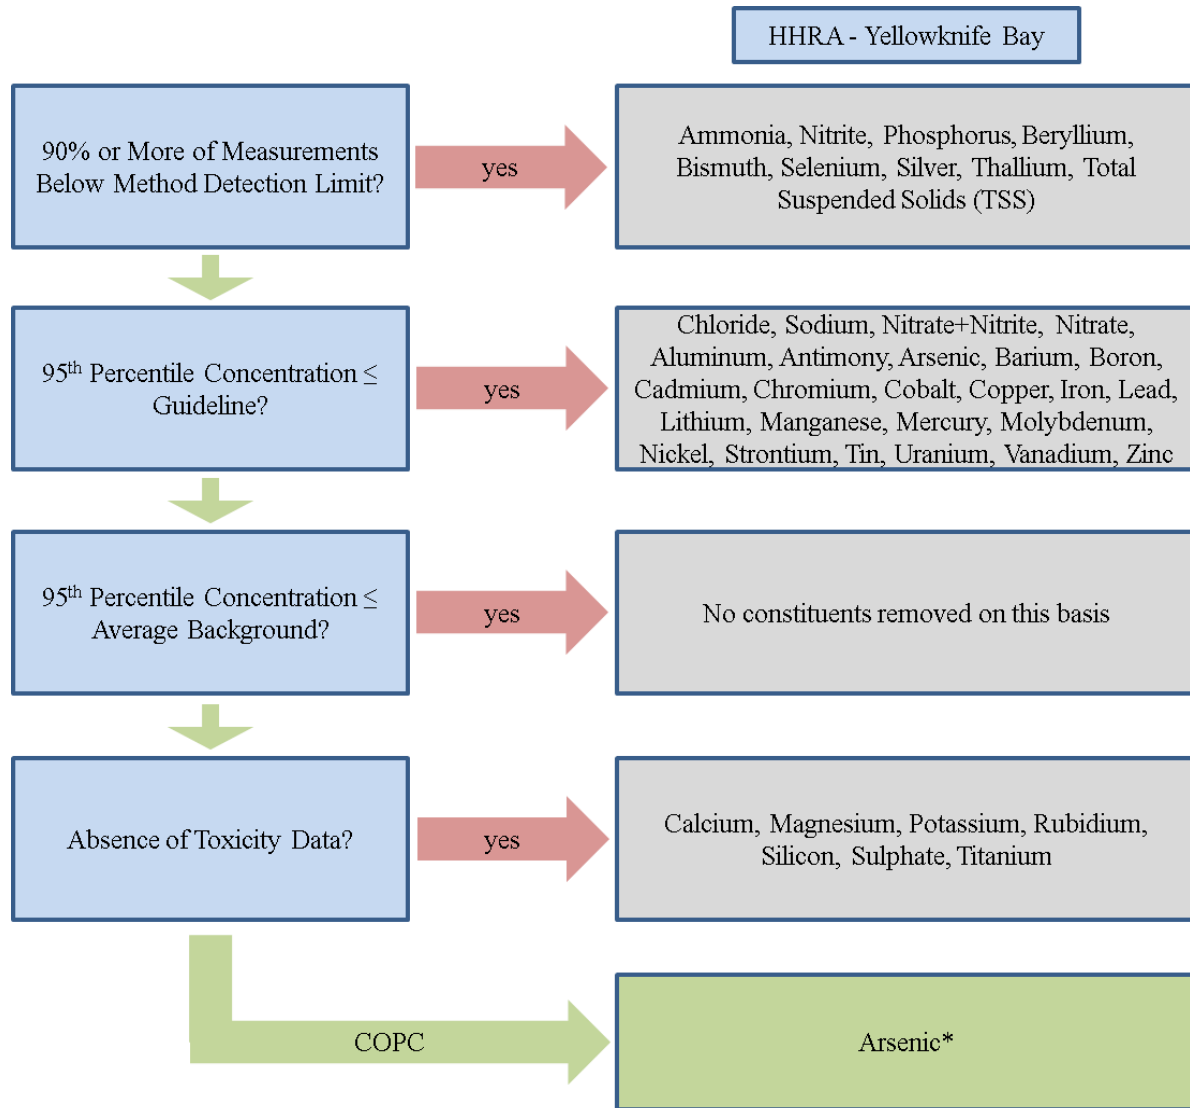 HHRA - Yellowknife Bay
90% or More of Measurements
Below Method Detection Limit?
yes
Ammonia, Nitrite, Phosphorus, Beryllium,
Bismuth, Selenium, Silver, Thallium, Total
Suspended Solids (TSS)
95th Percentile Concentration ≤
Guideline?
yes
Chloride, Sodium, Nitrate+Nitrite, Nitrate,
Aluminum, Antimony, Arsenic, Barium, Boron,
Cadmium, Chromium, Cobalt, Copper, Iron, Lead,
Lithium, Manganese, Mercury, Molybdenum,
Nickel, Strontium, Tin, Uranium, Vanadium, Zinc
95th Percentile Concentration ≤
Average Background?
yes
No constituents removed on this basis
Absence of Toxicity Data?
yes
Calcium, Magnesium, Potassium, Rubidium,
Silicon, Sulphate, Titanium
COPC
Arsenic*